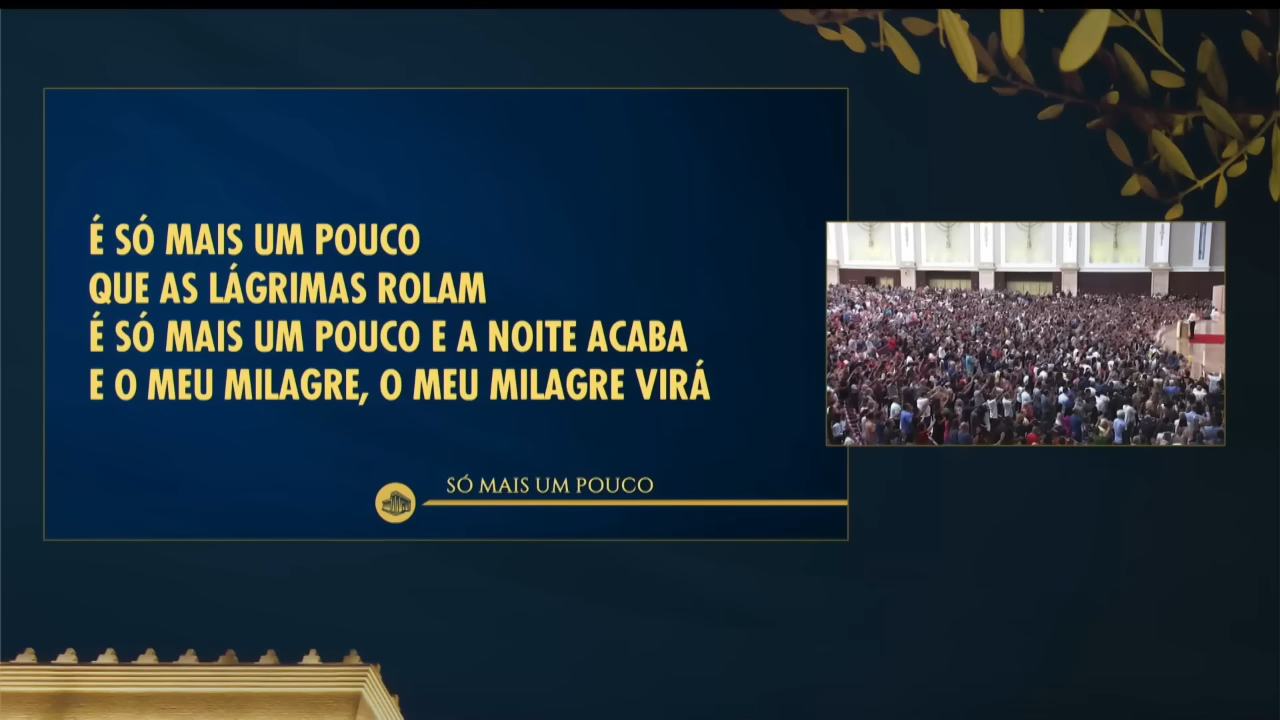 É SÓ MAIS UM POUCO
QUE AS LÁGRIMAS ROLAM
É SÓ MAIS UM POUCO E A NOITE ACABA
E O MEU MILAGRE, O MEU MILAGRE VIRÁ
SÓ MAIS UM POUCO